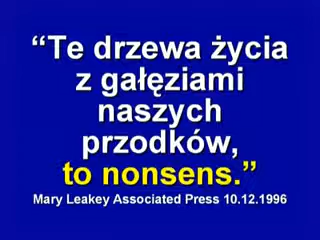 “Te drzewa życia
z gałęziami
naszych
przodków,
to nonsens.”
Mary Leakey Associated Press 10.12.1996